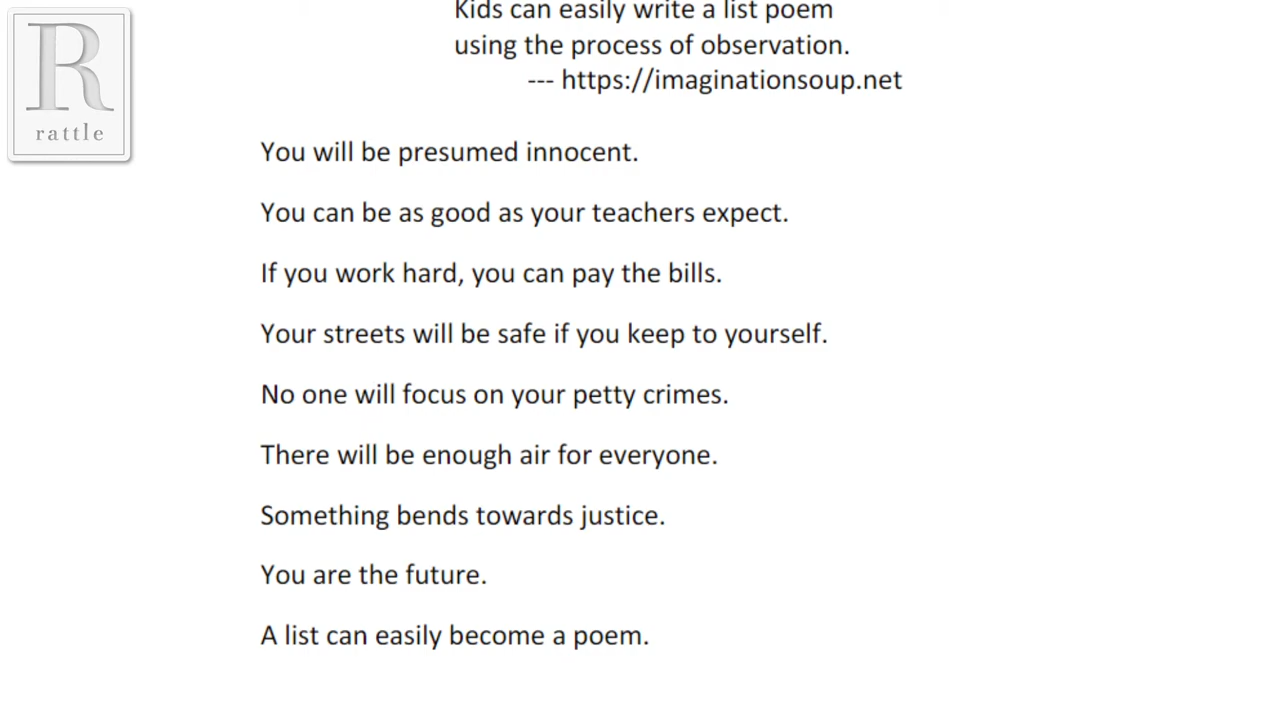 R
rattle
Kids can easily write a list poem
using the process of observation.
--- https://imaginationsoup.net
You will be presumed innocent.
You can be as good as your teachers expect.
If you work hard, you can pay the bills.
Your streets will be safe if you keep to yourself.
No one will focus on your petty crimes.
There will be enough air for everyone.
Something bends towards justice.
You are the future.
A list can easily become a poem.